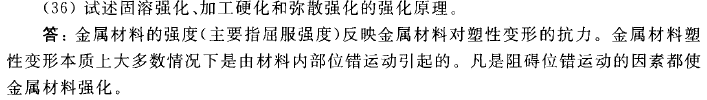 (36) 试述固溶强化、加工硬化和弥散强化的强化原理。
答：金属材料的强度(主要指屈服强度)反映金属材料对塑性变形的抗力。金属材料塑
性变形本质上大多数情况下是由材料内部位错运动引起的。凡是阻碍位错运动的因素都使
金属材料强化。